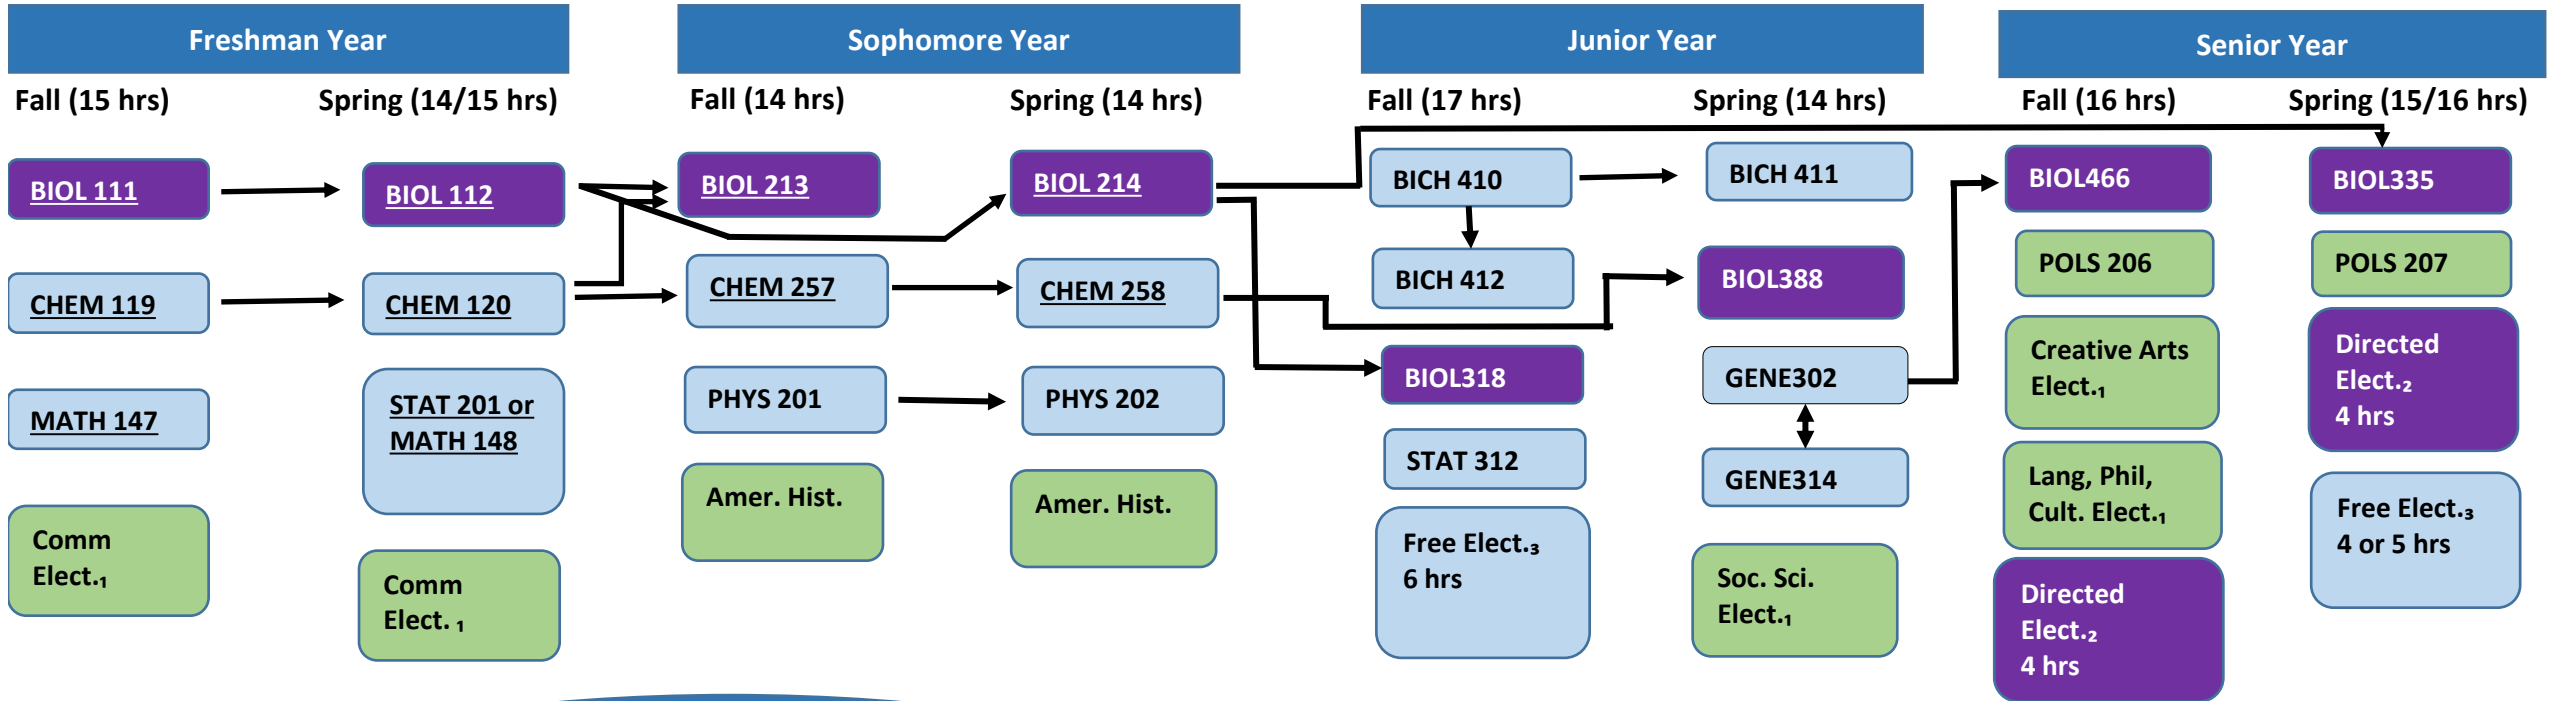 Freshman Year
Fall (15 hrs)
Spring (14/15 hrs)
BIOL 111
CHEM 119
MATH 147
Comm
Elect.₁
BIOL 112
CHEM 120
STAT 201 or
MATH 148
Comm
Elect. ₁
Sophomore Year
Fall (14 hrs)
Spring (14 hrs)
BIOL 213
CHEM 257
PHYS 201
Amer. Hist.
BIOL 214
CHEM 258
PHYS 202
Amer. Hist.
Junior Year
Fall (17 hrs)
Spring (14 hrs)
BICH 410
BICH 412
BIOL318
STAT 312
Free Elect.₃
6 hrs
BICH 411
BIOL388
GENE302
GENE314
Soc. Sci.
Elect.₁
Senior Year
Fall (16 hrs)
Spring (15/16 hrs)
BIOL466
POLS 206
Creative Arts
Elect.₁
Lang, Phil,
Cult. Elect.₁
Directed
Elect.₂
4 hrs
BIOL335
POLS 207
Directed
Elect.₂
4 hrs
Free Elect.₃
4 or 5 hrs